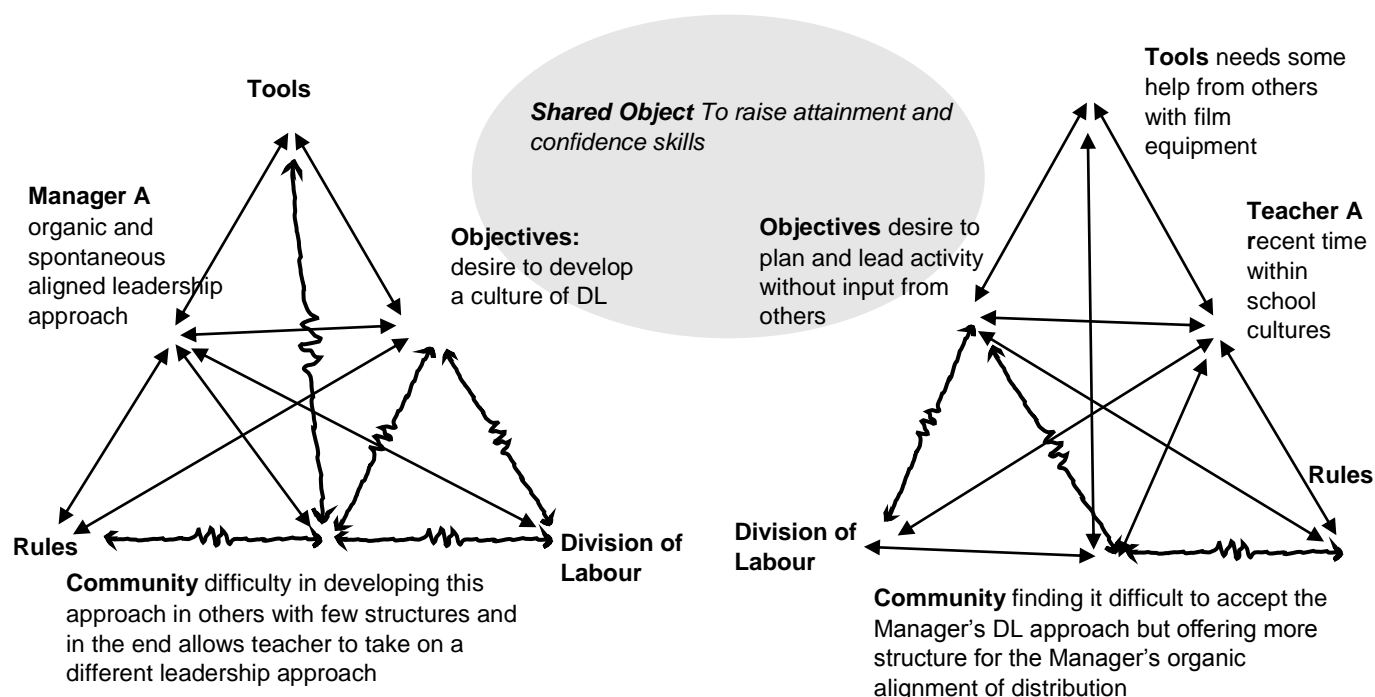 Tools
Shared Object To raise attainment and
confidence skills
Tools needs some
help from others
with film
equipment
Manager A
organic and
spontaneous
aligned leadership
approach
Objectives:
desire to develop
a culture of DL
Objectives desire to
plan and lead activity
without input from
others
Teacher A
recent time
within
school
cultures
Rules
Division of
Labour
Community difficulty in developing this
approach in others with few structures and
in the end allows teacher to take on a
different leadership approach
Division of
Labour
Rules
Community finding it difficult to accept the
Manager’s DL approach but offering more
structure for the Manager’s organic
alignment of distribution